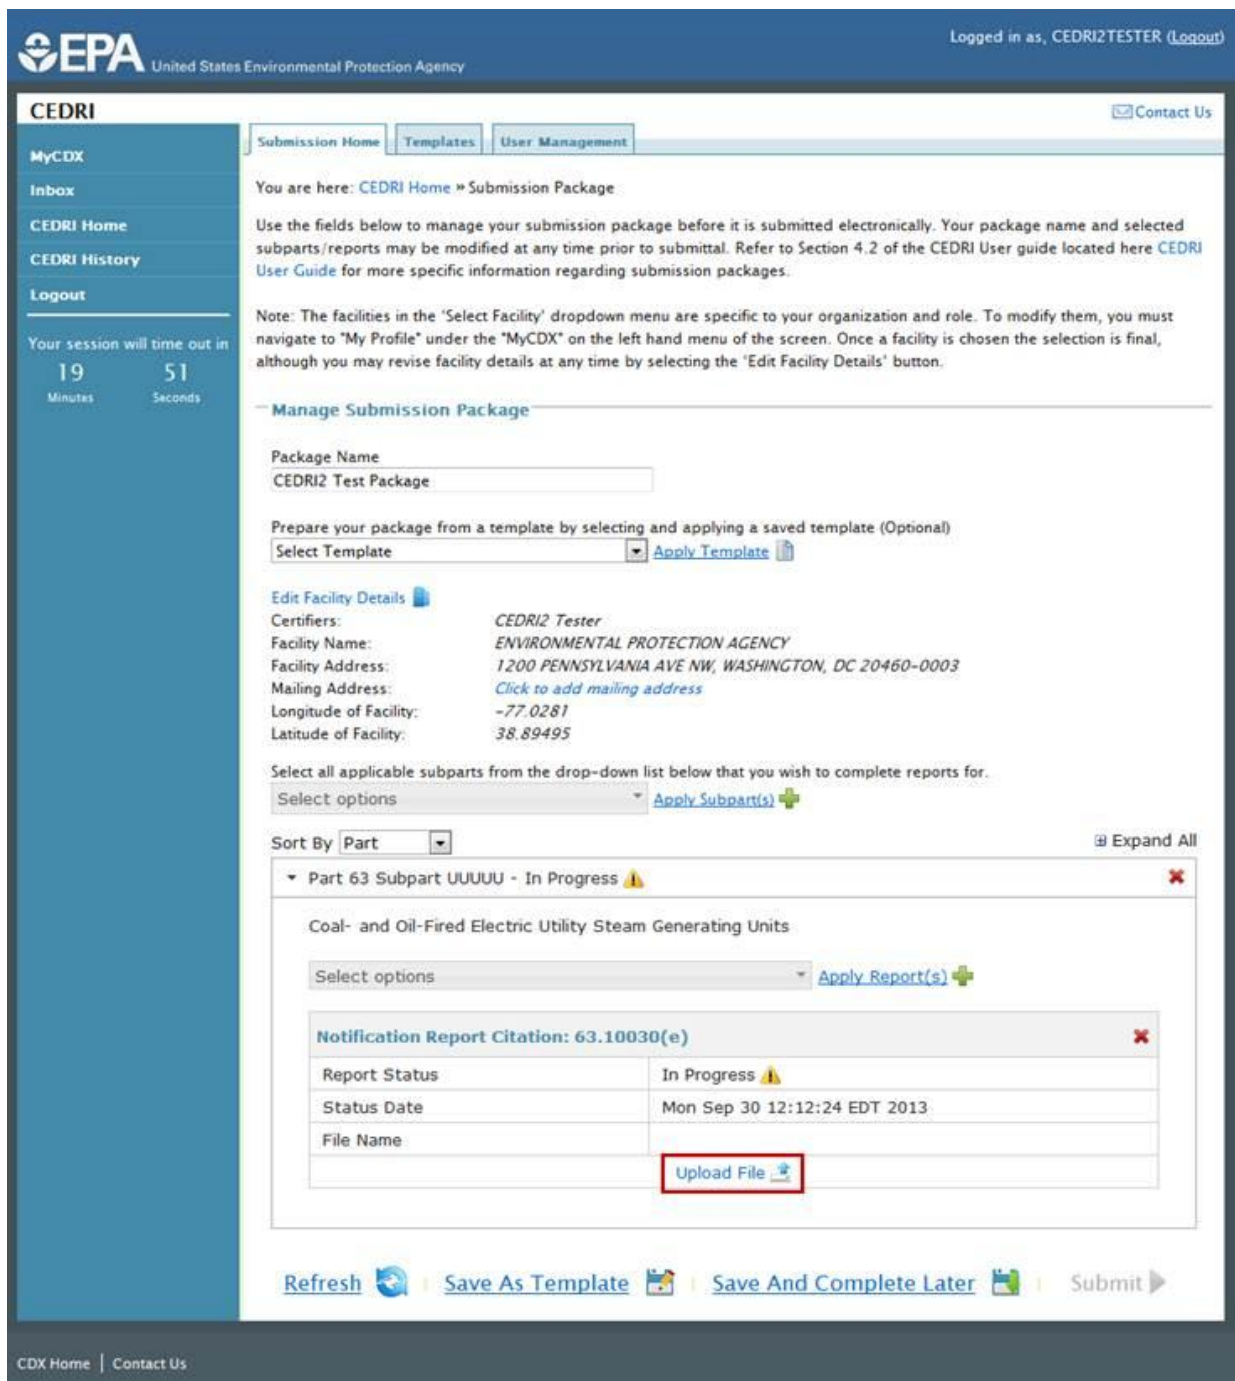 Logged in as, CEDRI2TESTER (Logout)
EPA United States Environmental Protection Agency
CEDRI
Contact Us
MyCDX
Inbox
CEDRI Home
CEDRI History
Logout
Your session will time out in
19 51
Minutes Seconds
Submission Home Templates User Management
You are here: CEDRI Home » Submission Package
Use the fields below to manage your submission package before it is submitted electronically. Your package name and selected
subparts/reports may be modified at any time prior to submittal. Refer to Section 4.2 of the CEDRI User guide located here CEDRI
User Guide for more specific information regarding submission packages.
Note: The facilities in the 'Select Facility' dropdown menu are specific to your organization and role. To modify them, you must
navigate to "My Profile" under the "MyCDX" on the left hand menu of the screen. Once a facility is chosen the selection is final,
although you may revise facility details at any time by selecting the 'Edit Facility Details' button.
Manage Submission Package
Package Name
CEDRI2 Test Package
Prepare your package from a template by selecting and applying a saved template (Optional)
Select Template Apply Template
Edit Facility Details
Certifiers: CEDRI2 Tester
Facility Name: ENVIRONMENTAL PROTECTION AGENCY
Facility Address: 1200 PENNSYLVANIA AVE NW, WASHINGTON, DC 20460-0003
Mailing Address: Click to add mailing address
Longitude of Facility: -77.0281
Latitude of Facility: 38.89495
Select all applicable subparts from the drop-down list below that you wish to complete reports for.
Select options Apply Subpart(s)
Sort By Part Expand All
Part 63 Subpart UUUUU - In Progress
Coal- and Oil-Fired Electric Utility Steam Generating Units
Select options Apply Report(s)
Notification Report Citation: 63.10030(e)
Report Status In Progress
Status Date Mon Sep 30 12:12:24 EDT 2013
File Name
Upload File
Refresh Save As Template Save And Complete Later Submit
CDX Home | Contact Us